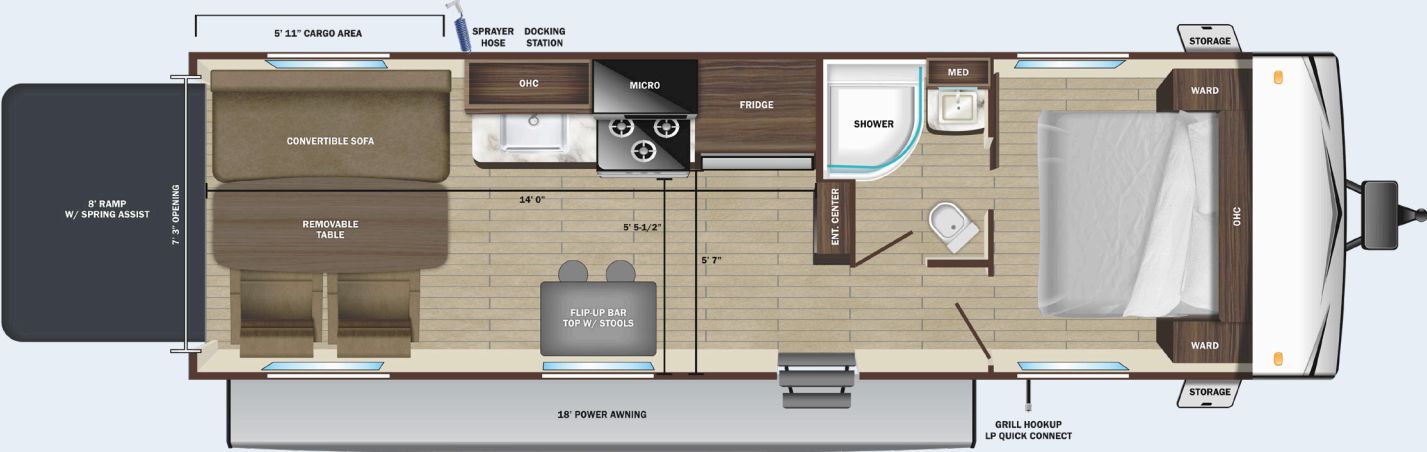 5' 11" CARGO AREA
SPRAYER
HOSE
DOCKING
STATION
STORAGE
OHC
MICRO
FRIDGE
MED
WARD
SHOWER
CONVERTIBLE SOFA
8' RAMP
W/ SPRING ASSIST
7' 3" OPENING
14' 0"
REMOVABLE
TABLE
5' 5-1/2"
5' 7"
ENT. CENTER
OHC
FLIP-UP BAR
TOP W/ STOOLS
WARD
STORAGE
18' POWER AWNING
GRILL HOOKUP
LP QUICK CONNECT